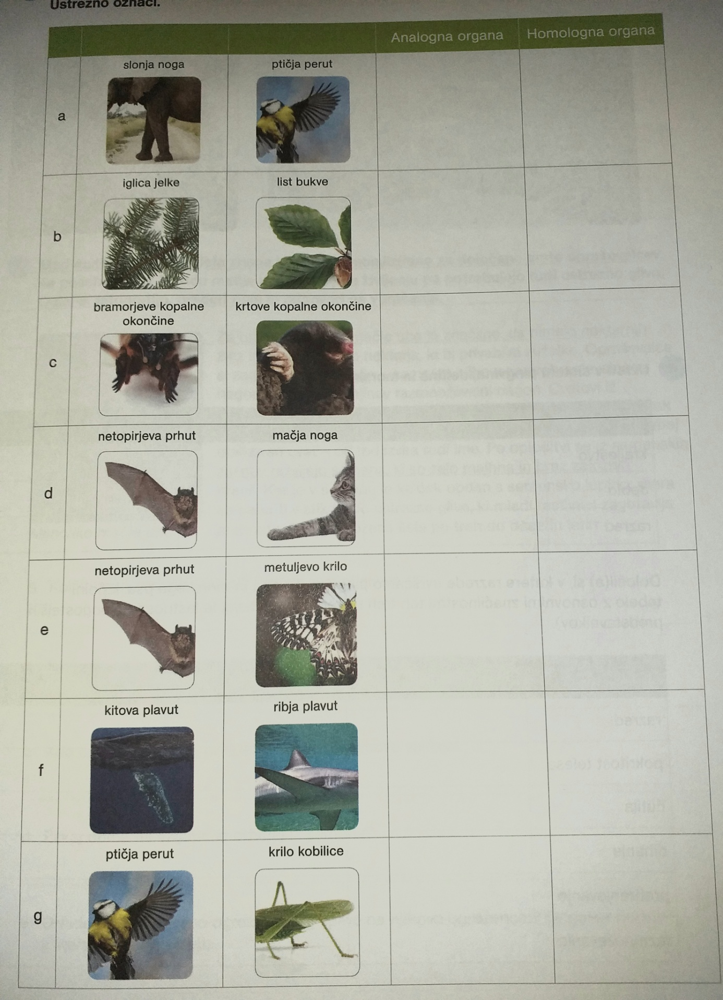 Ustrezno označi.
Analogna organa
Homologna organa
a
slonja noga
ptičja perut
b
iglica jelke
list bukve
c
bramorjeve kopalne
okončine
krtove kopalne okončine
d
netopirjeva prhut
mačja noga
e
netopirjeva prhut
metuljevo krilo
f
kitova plavut
ribja plavut
g
ptičja perut
krilo kobilice